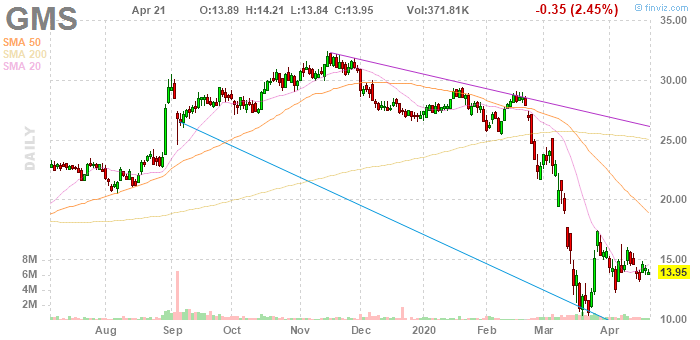 GMS
Apr 21 O:13.89 H:14.21 L:13.84 C:13.95 Vol:371.81K -0.35 (2.45%)
© finviz.com
SMA 50
SMA 200
SMA 20
DAILY
35.00
30.00
25.00
20.00
15.00
13.95
10.00
8M
6M
4M
2M
Aug Sep Oct Nov Dec 2020 Feb Mar Apr